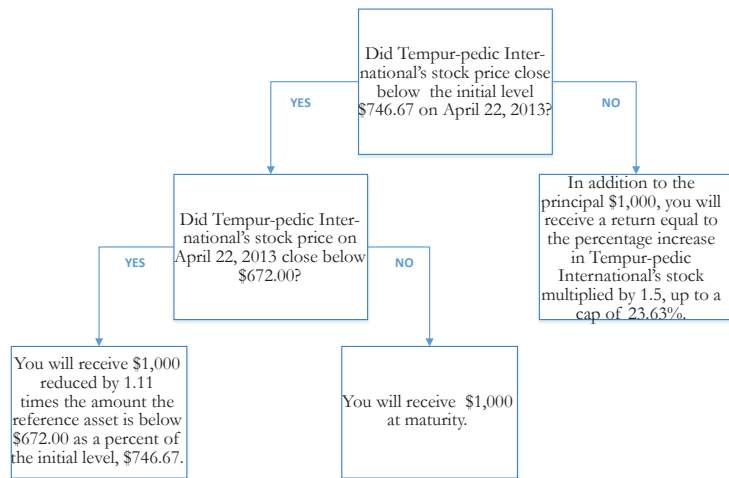 Did Tempur-pedic Inter-
national's stock price close
below the initial level
$746.67 on April 22, 2013?
YES
NO
Did Tempur-pedic Inter-
national's stock price on
April 22, 2013 close below
$672.00?
In addition to the
principal $1,000, you will
receive a return equal to
the percentage increase
in Tempur-pedic
International's stock
multiplied by 1.5, up to a
cap of 23.63%.
YES
NO
You will receive $1,000
reduced by 1.11
times the amount the
reference asset is below
$672.00 as a percent of
the initial level, $746.67.
You will receive $1,000
at maturity.